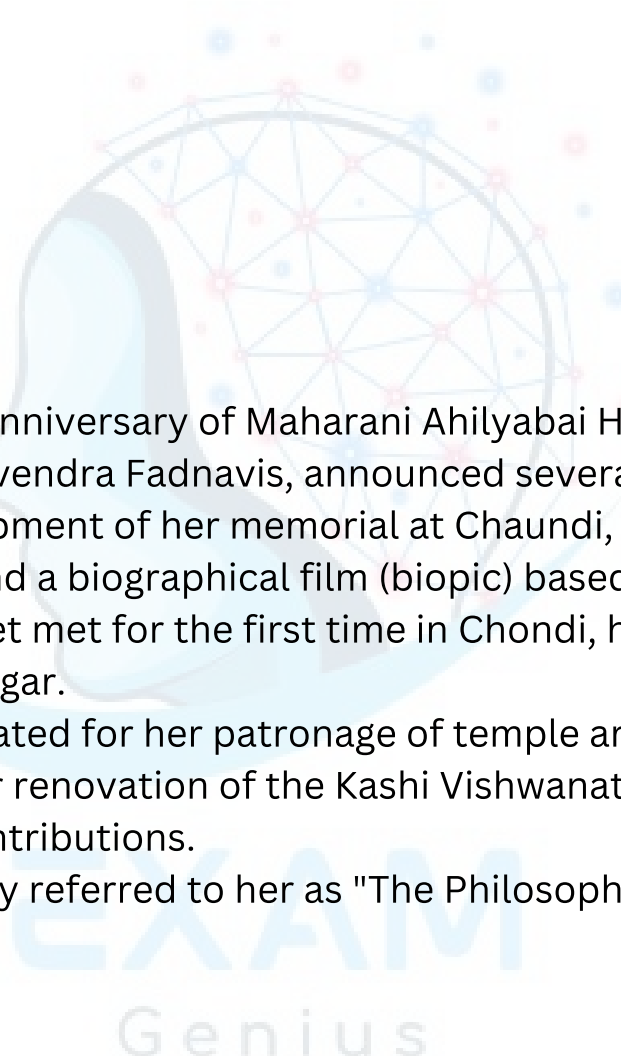 nniversary of Maharani Ahilyabai H
vendra Fadnavis, announced severa
pment of her memorial at Chaundi,
nd a biographical film (biopic) based
et met for the first time in Chondi, h
gar.
ated for her patronage of temple ar
r renovation of the Kashi Vishwanat
ntributions.
y referred to her as "The Philosoph
EXAM
Genius